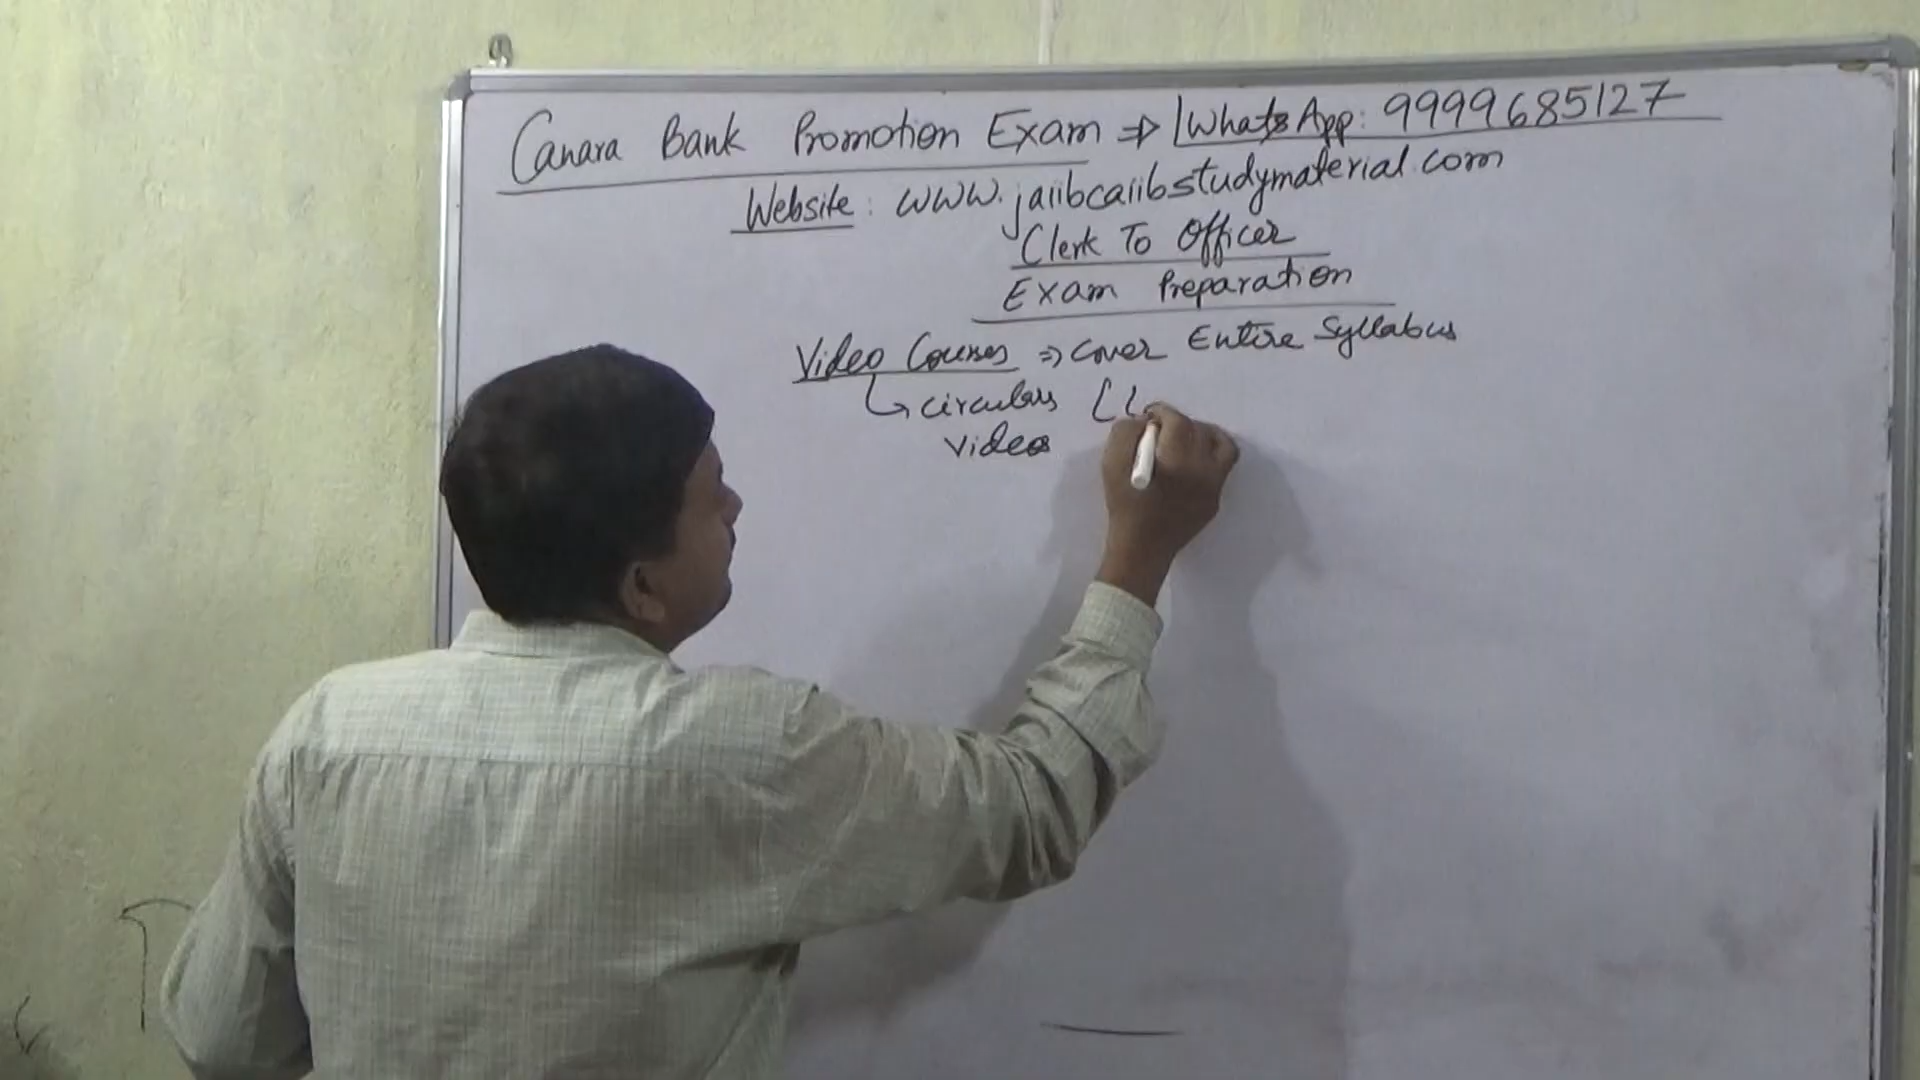 Canara Bank Promotion Exam ⇒ WhatsApp: 9999685127
Website: www.jaiibcaiibstudymaterial.com
Clerk To Officer
Exam Preparation
Video Courses ⇒ Cover Entire Syllabus
↳ circulars
Videos